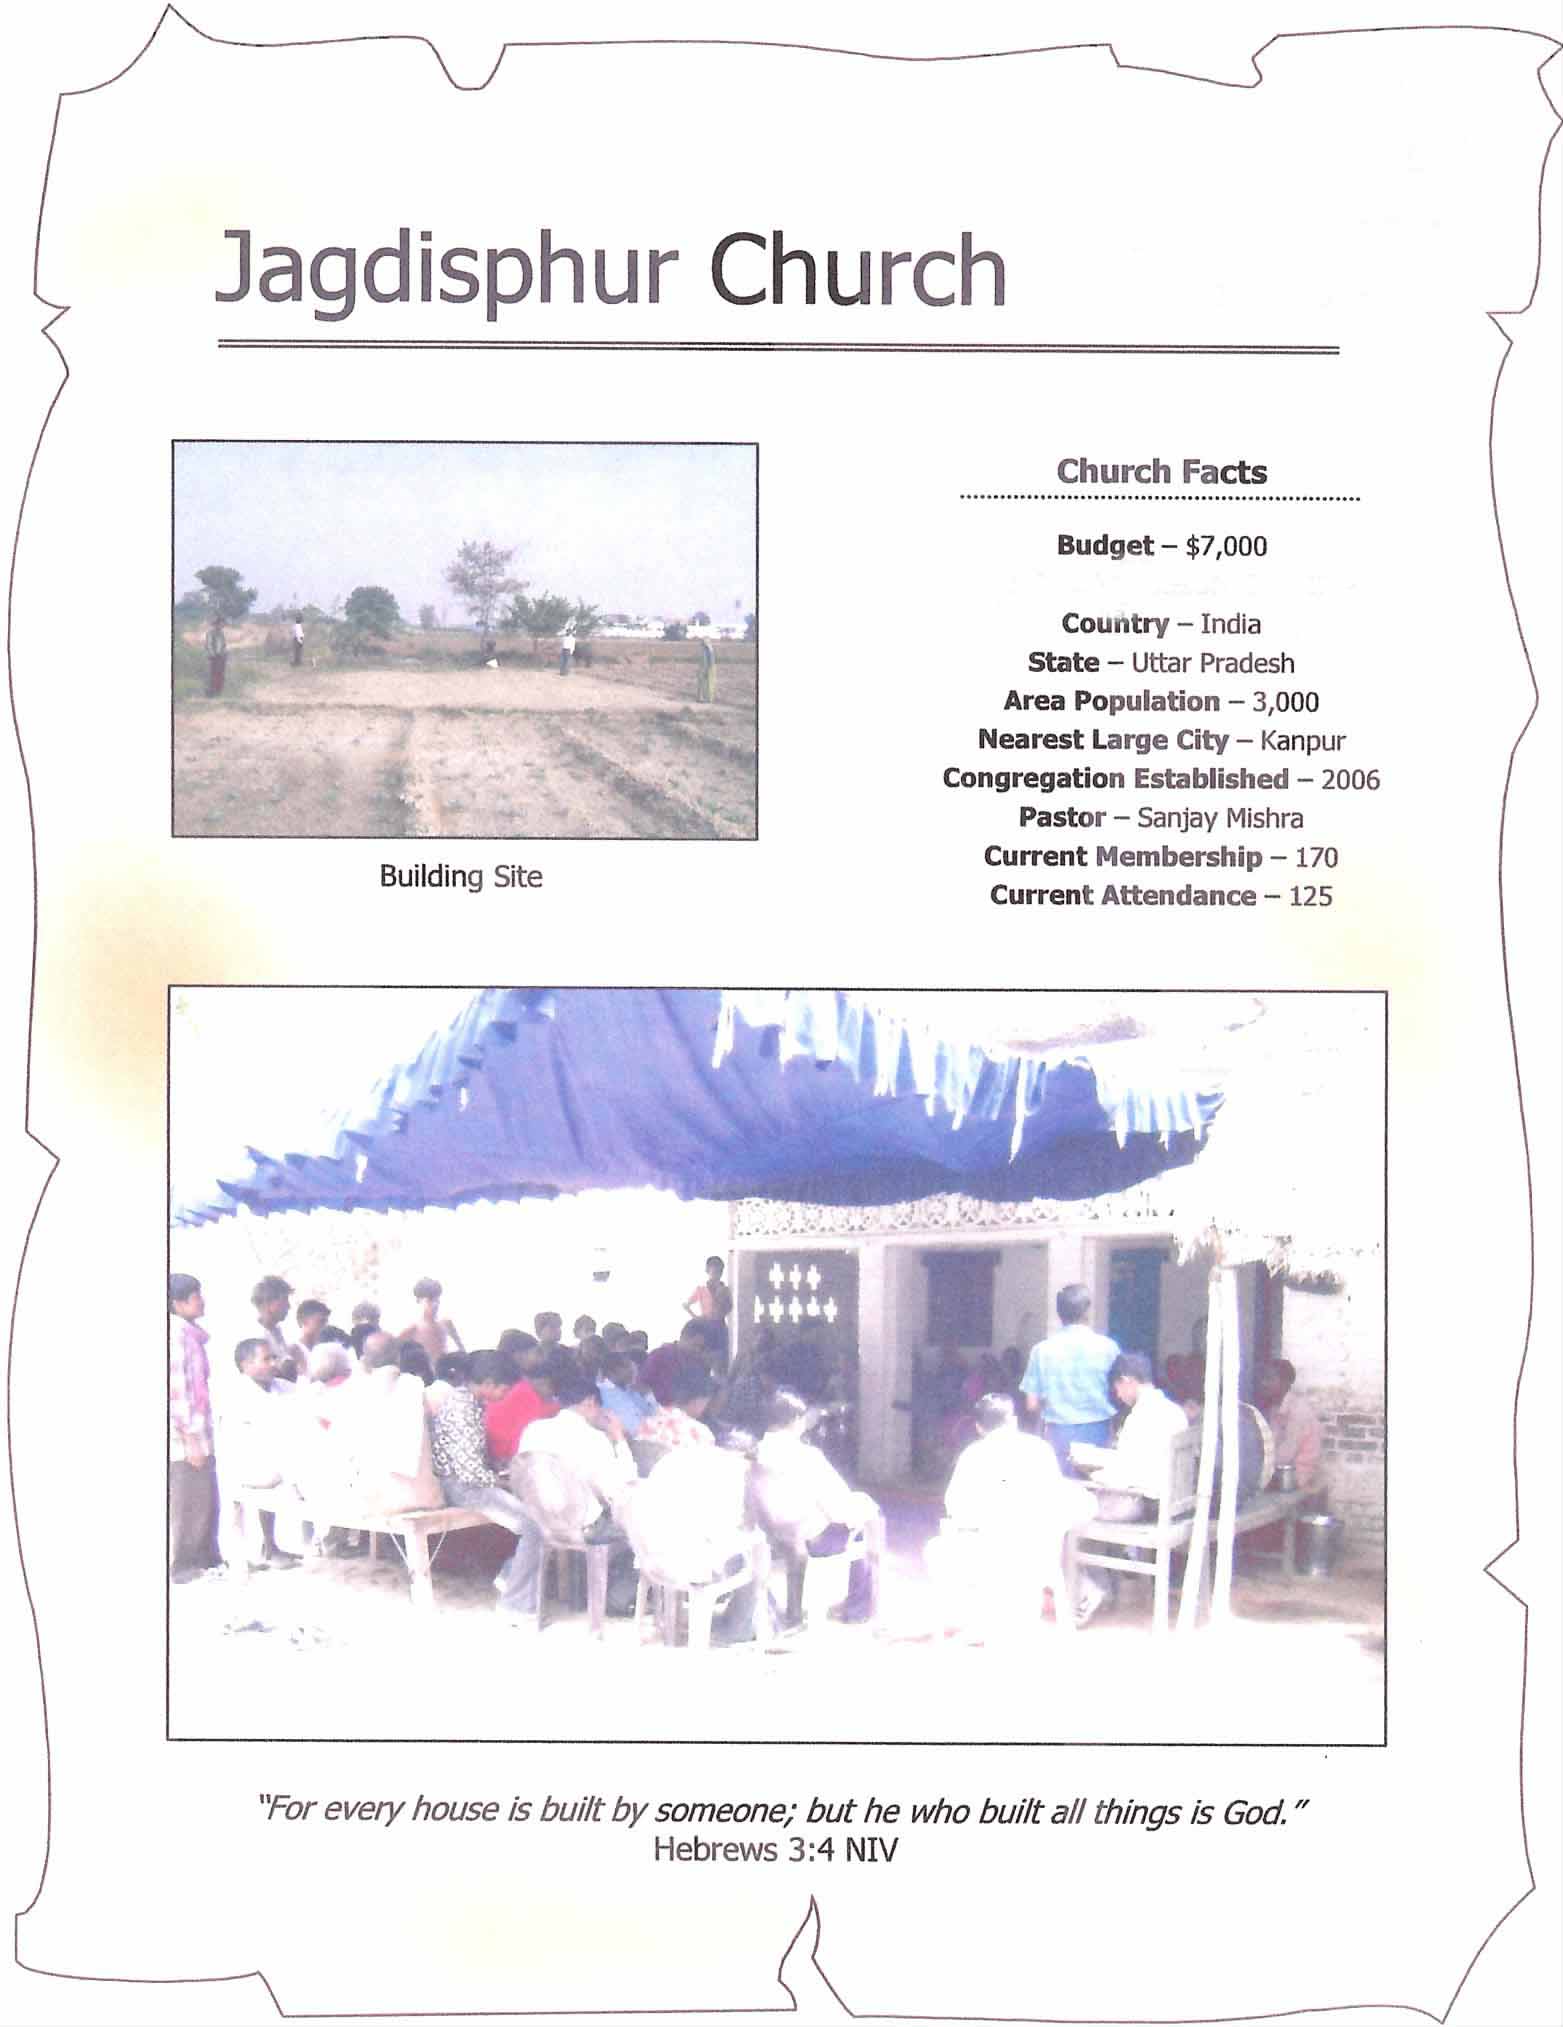 Jagdisphur Church
Church Facts
Budget – $7,000
Country – India
State – Uttar Pradesh
Area Population – 3,000
Nearest Large City – Kanpur
Congregation Established – 2006
Pastor – Sanjay Mishra
Current Membership – 170
Current Attendance – 125
Building Site
"For every house is built by someone; but he who built all things is God."
Hebrews 3:4 NIV